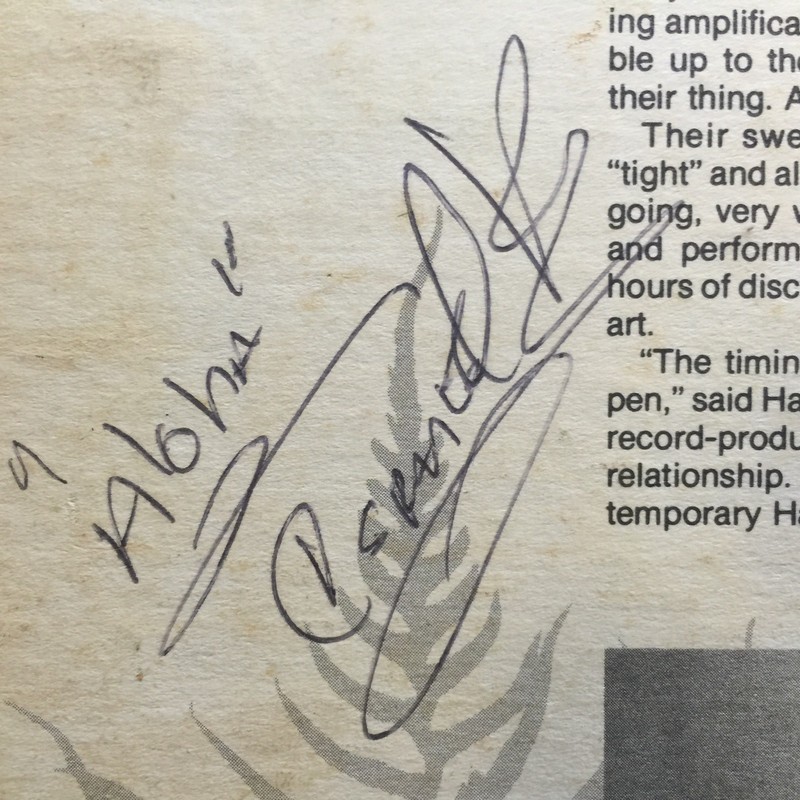 "Aloha"
ing amplifica
ble up to the
their thing. A
Their swe
"tight" and al
going, very v
and perform
hours of disc
art.
"The timin
pen," said Ha
record-produ
relationship.
temporary Ha